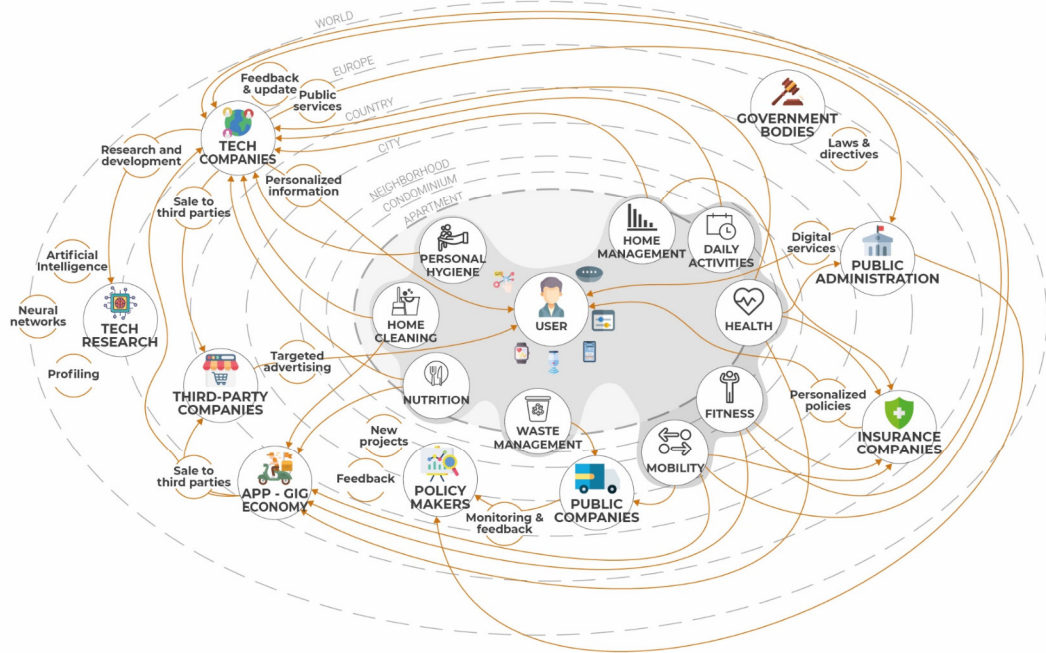 WORLD
EUROPE
COUNTRY
CITY
NEIGHBORHOOD
CONDOMINIUM
APARTMENT
Feedback
& update
Public
services
TECH
COMPANIES
Research and
development
Personalized
information
Sale to
third parties
GOVERNMENT
BODIES
Laws &
directives
Artificial
Intelligence
Neural
networks
TECH
RESEARCH
Profiling
PERSONAL
HYGIENE
HOME
MANAGEMENT
DAILY
ACTIVITIES
Digital
services
PUBLIC
ADMINISTRATION
HOME
CLEANING
USER
HEALTH
THIRD-PARTY
COMPANIES
Targeted
advertising
NUTRITION
WASTE
MANAGEMENT
FITNESS
Personalized
policies
INSURANCE
COMPANIES
Sale to
third parties
APP - GIG
ECONOMY
New
projects
Feedback
POLICY
MAKERS
Monitoring &
feedback
PUBLIC
COMPANIES
MOBILITY